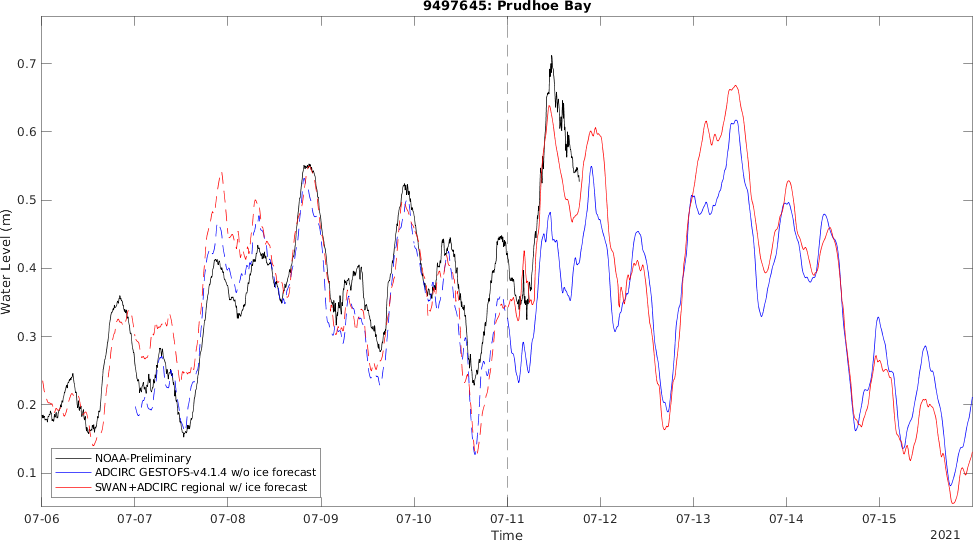 9497645: Prudhoe Bay
Water Level (m)
0.7
0.6
0.5
0.4
0.3
0.2
0.1
NOAA-Preliminary
ADCIRC GESTOFS-v4.1.4 w/o ice forecast
SWAN+ADCIRC regional w/ ice forecast
07-06 07-07 07-08 07-09 07-10 07-11 07-12 07-13 07-14 07-15
Time
2021